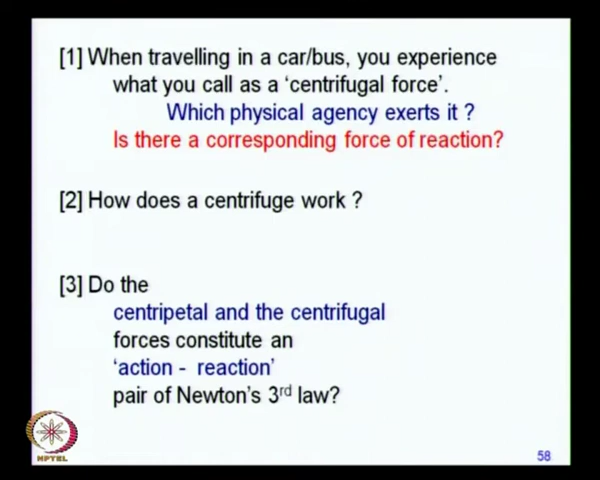 [1] When travelling in a car/bus, you experience
what you call as a 'centrifugal force'.
Which physical agency exerts it ?
Is there a corresponding force of reaction?
[2] How does a centrifuge work ?
[3] Do the
centripetal and the centrifugal
forces constitute an
'action - reaction'
pair of Newton's 3rd law?
NPTEL
58